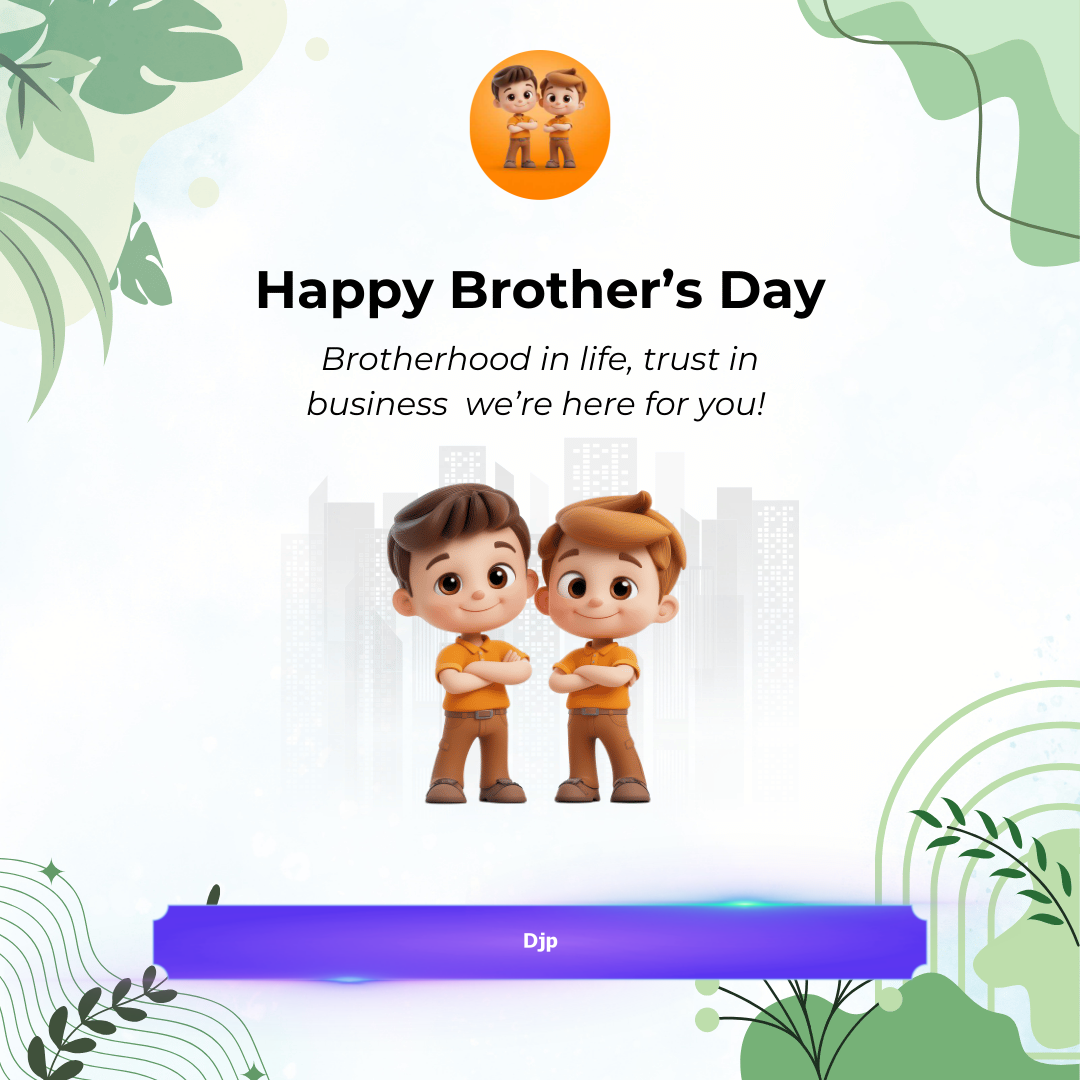 Happy Brother’s Day
Brotherhood in life, trust in
business  we’re here for you!
Djp